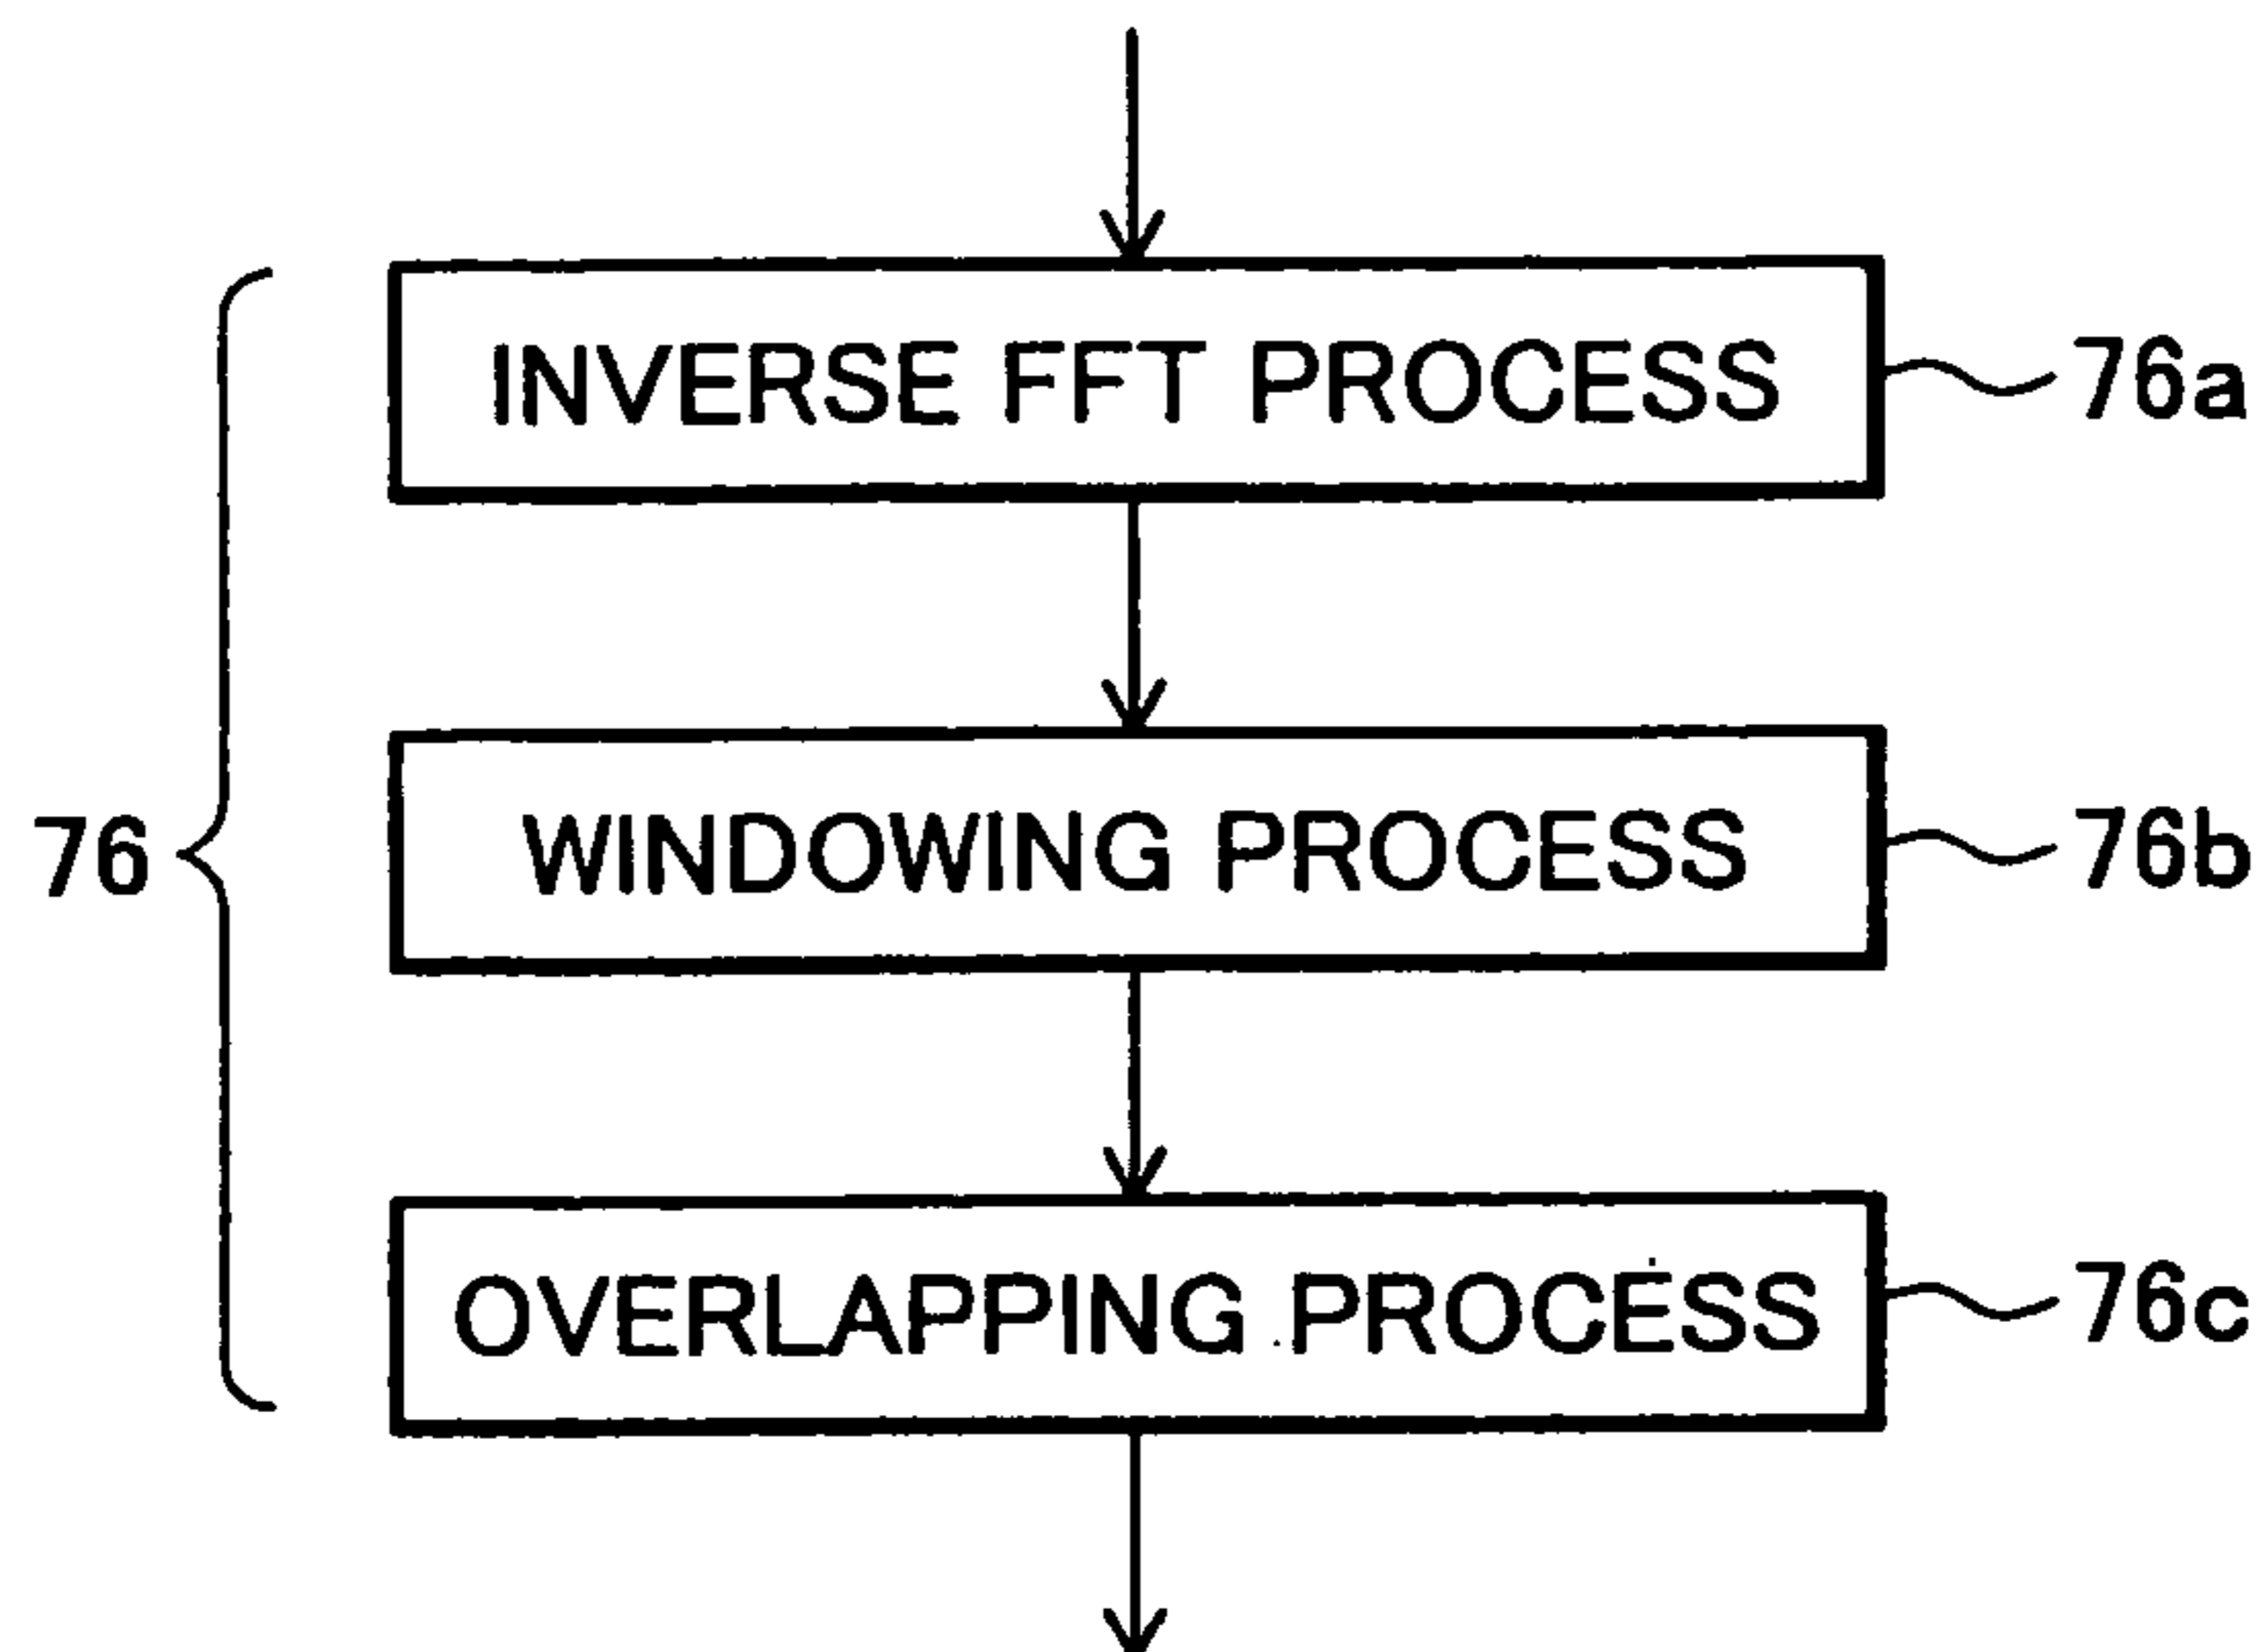 INVERSE FFT PROCESS
76a
76
WINDOWING PROCESS
76b
OVERLAPPING PROCESS
76c